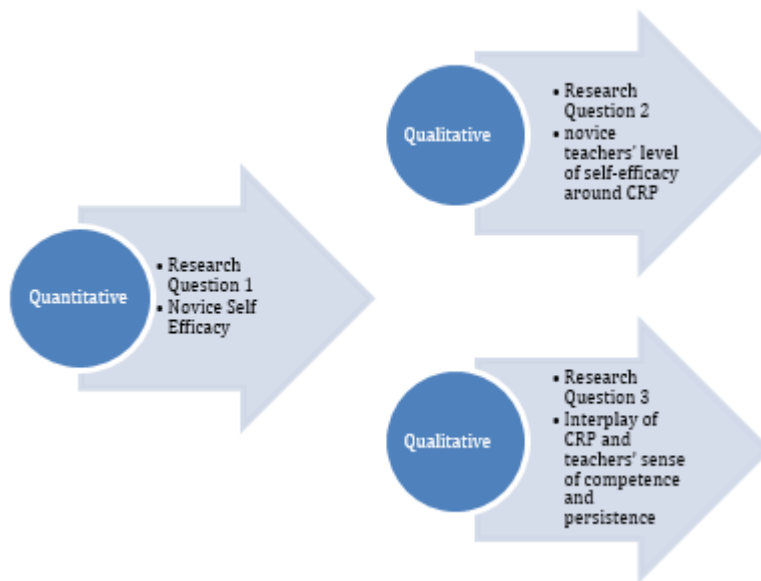 Quantitative
• Research
Question 1
• Novice Self
Efficacy
Qualitative
• Research
Question 2
• novice
teachers' level
of self-efficacy
around CRP
Qualitative
• Research
Question 3
• Interplay of
CRP and
teachers' sense
of competence
and
persistence